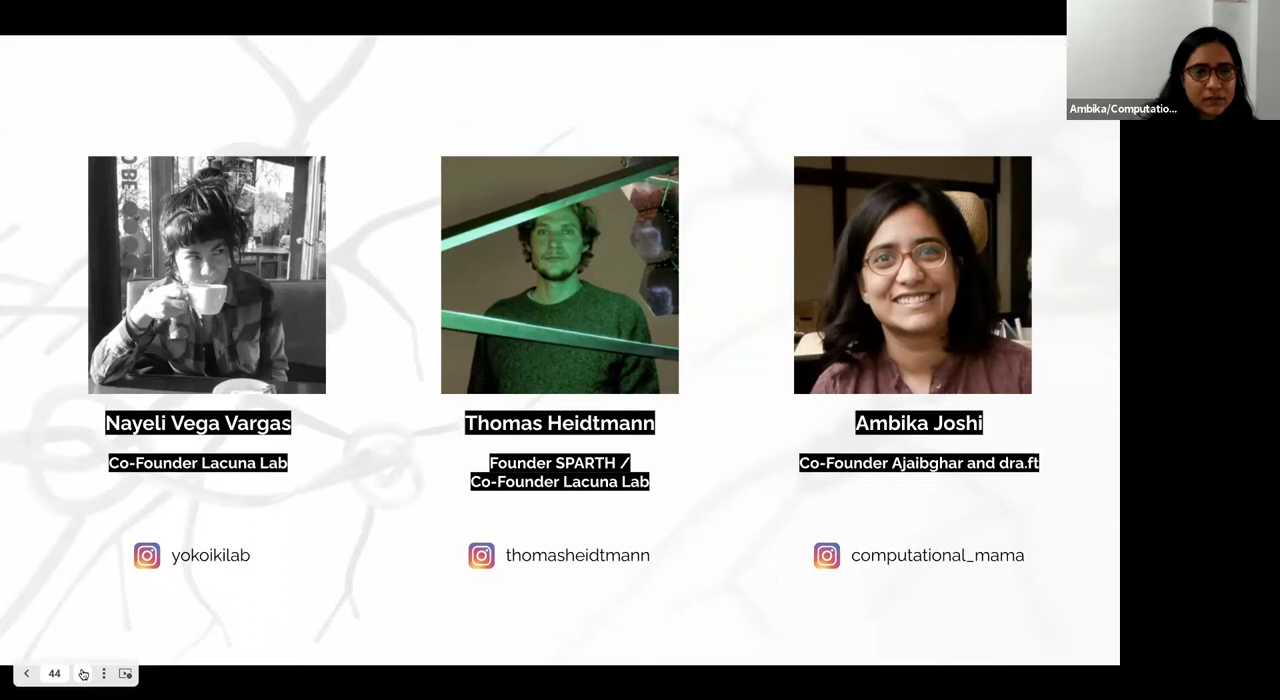 Ambika/Computatio...
Nayeli Vega Vargas
Co-Founder Lacuna Lab
yokoikilab
Thomas Heidtmann
Founder SPARTH /
Co-Founder Lacuna Lab
thomasheidtmann
Ambika Joshi
Co-Founder Ajaibghar and dra.ft
computational_mama
44